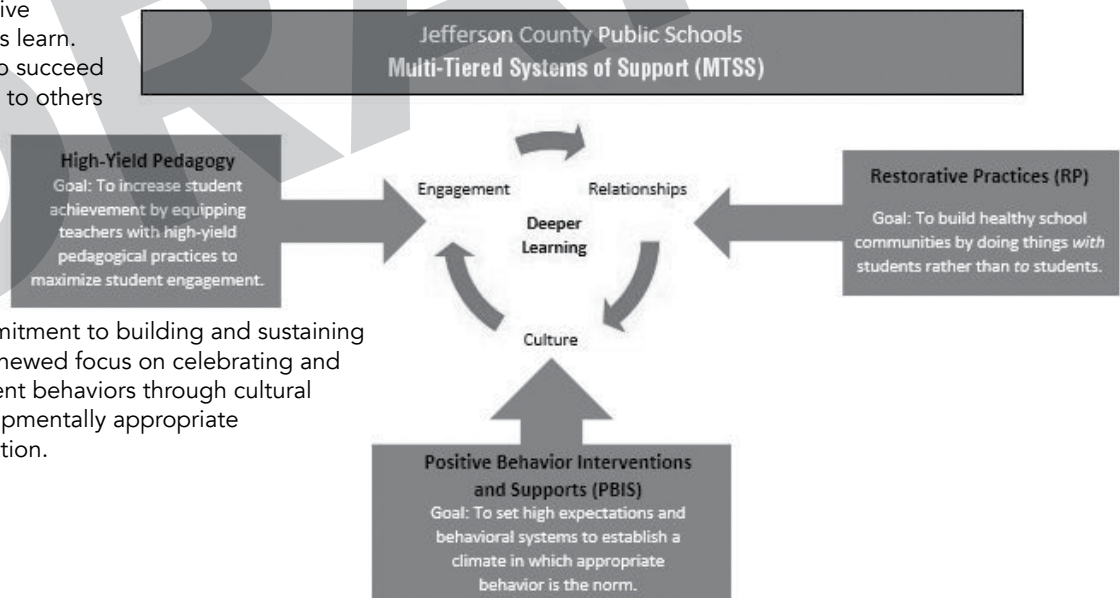 ive
s learn.
o succeed
to others
Jefferson County Public Schools
Multi-Tiered Systems of Support (MTSS)
High-Yield Pedagogy
Goal: To increase student
achievement by equipping
teachers with high-yield
pedagogical practices to
maximize student engagement.
Engagement
Relationships
Deeper
Learning
Culture
Restorative Practices (RP)
Goal: To build healthy school
communities by doing things with
students rather than to students.
mitment to building and sustaining
newed focus on celebrating and
ent behaviors through cultural
pmentally appropriate
tion.
Positive Behavior Interventions
and Supports (PBIS)
Goal: To set high expectations and
behavioral systems to establish a
climate in which appropriate
behavior is the norm.